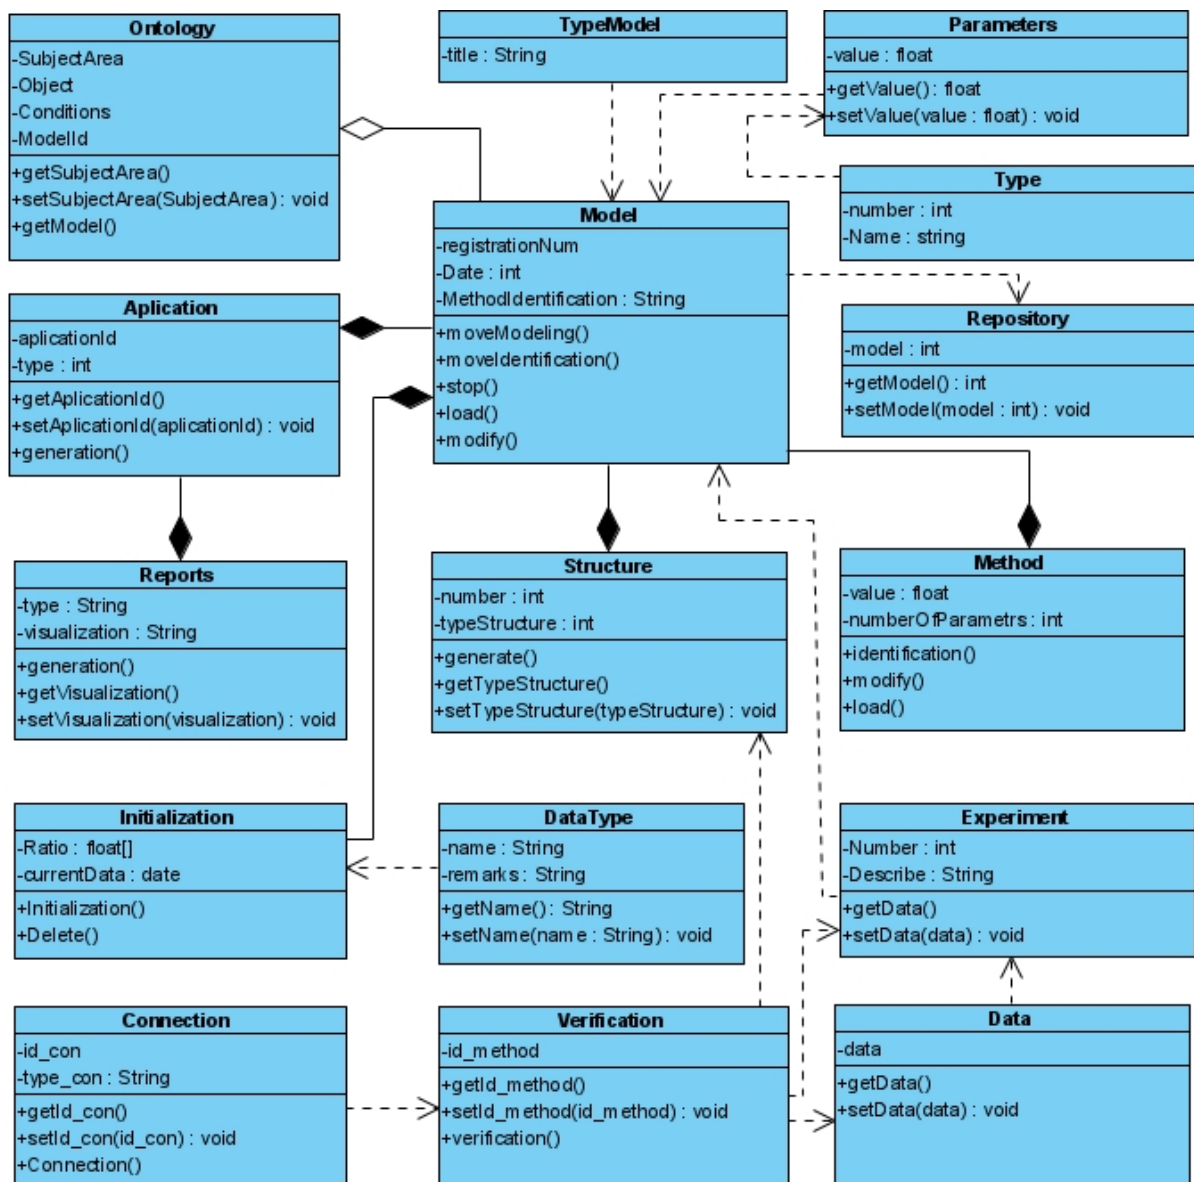 Ontology
-SubjectArea
-Object
-Conditions
-ModelId
+getSubjectArea()
+setSubjectArea(SubjectArea) : void
+getModel()
TypeModel
-title : String
Parameters
-value : float
+getValue() : float
+setValue(value : float) : void
Type
-number : int
-Name : string
Model
-registrationNum
-Date : int
-MethodIdentification : String
+moveModeling()
+moveIdentification()
+stop()
+load()
+modify()
Aplication
-aplicationId
-type : int
+getAplicationId()
+setAplicationId(aplicationId) : void
+generation()
Repository
-model : int
+getModel() : int
+setModel(model : int) : void
Reports
-type : String
-visualization : String
+generation()
+getVisualization()
+setVisualization(visualization) : void
Structure
-number : int
-typeStructure : int
+generate()
+getTypeStructure()
+setTypeStructure(typeStructure) : void
Method
-value : float
-numberOfParametrs : int
+identification()
+modify()
+load()
Initialization
-Ratio : float[]
-currentData : date
+Initialization()
+Delete()
DataType
-name : String
-remarks : String
+getName() : String
+setName(name : String) : void
Experiment
-Number : int
-Describe : String
+getData()
+setData(data) : void
Connection
-id_con
-type_con : String
+getId_con()
+setId_con(id_con) : void
+Connection()
Verification
-id_method
+getId_method()
+setId_method(id_method) : void
+verification()
Data
-data
+getData()
+setData(data) : void